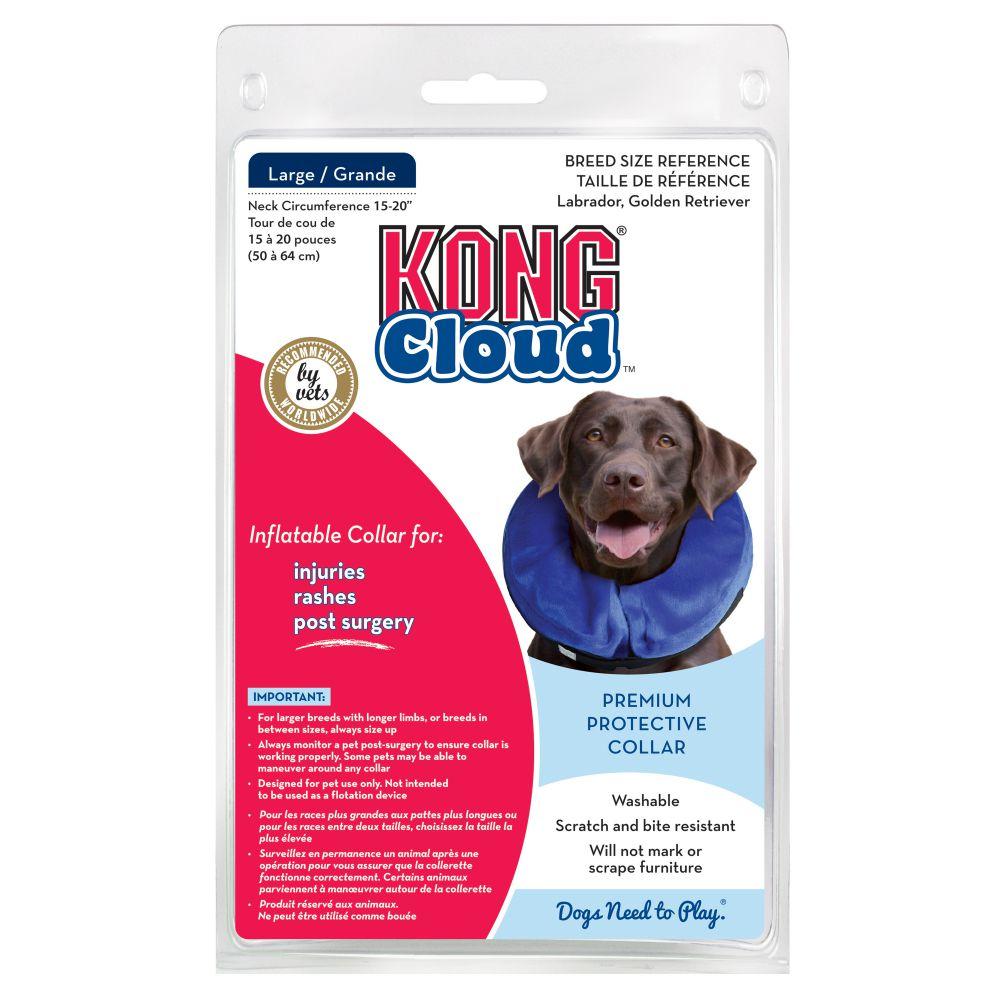 Large / Grande
Neck Circumference 15-20”
Tour de cou de
15 à 20 pouces
(50 à 64 cm)
BREED SIZE REFERENCE
TAILLE DE RÉFÉRENCE
Labrador, Golden Retriever
KONG®
Cloud™
RECOMMENDED
by
vets
WORLDWIDE
Inflatable Collar for:
injuries
rashes
post surgery
IMPORTANT:
• For larger breeds with longer limbs, or breeds in
between sizes, always size up
• Always monitor a pet post-surgery to ensure collar is
working properly. Some pets may be able to
maneuver around any collar
• Designed for pet use only. Not intended
to be used as a flotation device
• Pour les races plus grandes aux pattes plus longues ou
pour les races entre deux tailles, choisissez la taille la
plus élevée
• Surveillez en permanence un animal après une
opération pour vous assurer que la collerette
fonctionne correctement. Certains animaux
parviennent à manœuvrer autour de la collerette
• Produit réservé aux animaux.
Ne peut être utilisé comme bouée
PREMIUM
PROTECTIVE
COLLAR
Washable
Scratch and bite resistant
Will not mark or
scrape furniture
Dogs Need to Play.®